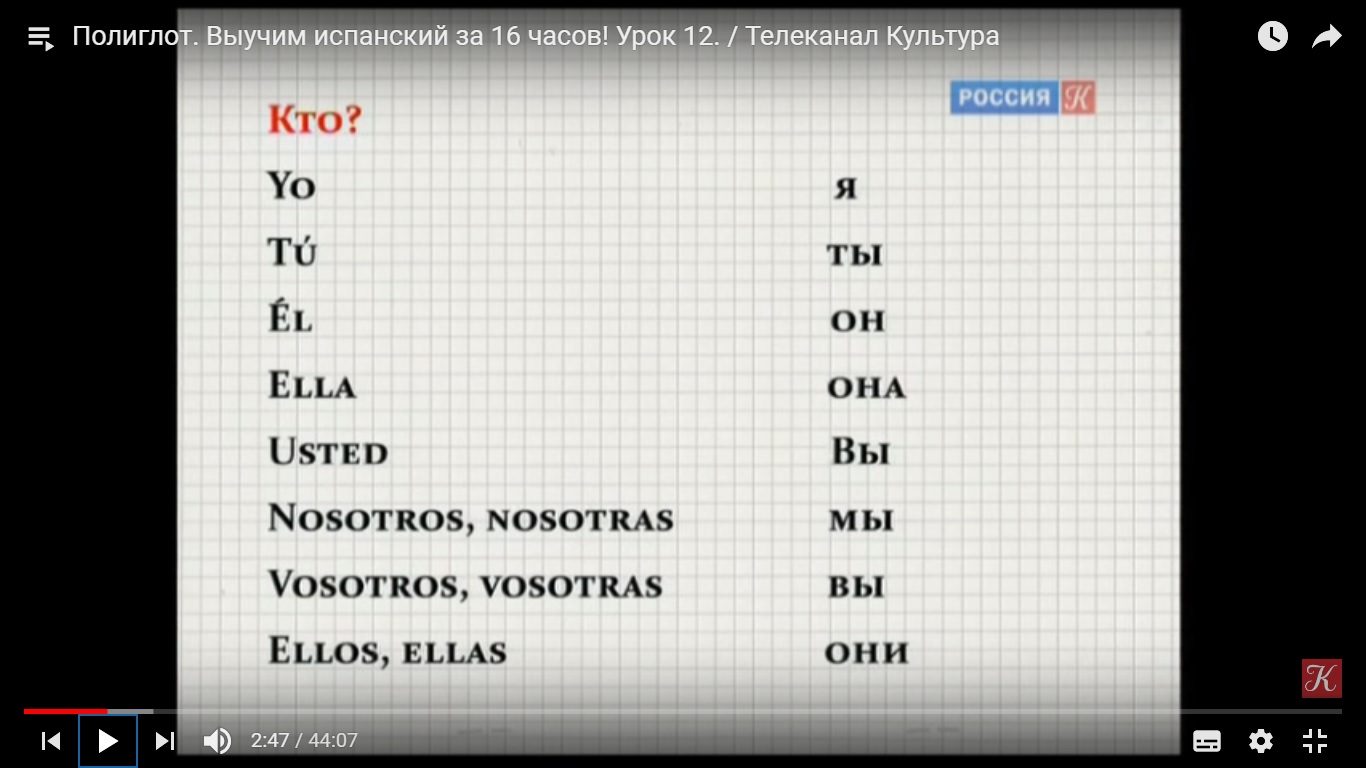 Полиглот. Выучим испанский за 16 часов! Урок 12. / Телеканал Культура
РОССИЯ К
Кто?
Yo я
Tú ты
Él он
Ella она
Usted Вы
Nosotros, nosotras мы
Vosotros, vosotras вы
Ellos, ellas они
К
2:47 / 44:07